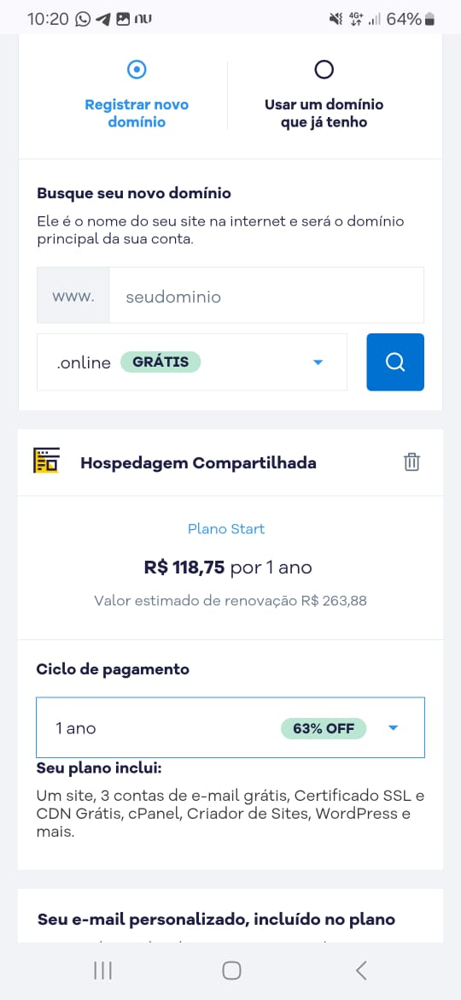 10:20 4G+ 64%
Registrar novo
domínio
Usar um domínio
que já tenho
Busque seu novo domínio
Ele é o nome do seu site na internet e será o domínio
principal da sua conta.
www. seudominio
.online GRÁTIS
Hospedagem Compartilhada
Plano Start
R$ 118,75 por 1 ano
Valor estimado de renovação R$ 263,88
Ciclo de pagamento
1 ano 63% OFF
Seu plano inclui:
Um site, 3 contas de e-mail grátis, Certificado SSL e
CDN Grátis, cPanel, Criador de Sites, WordPress e
mais.
Seu e-mail personalizado, incluído no plano